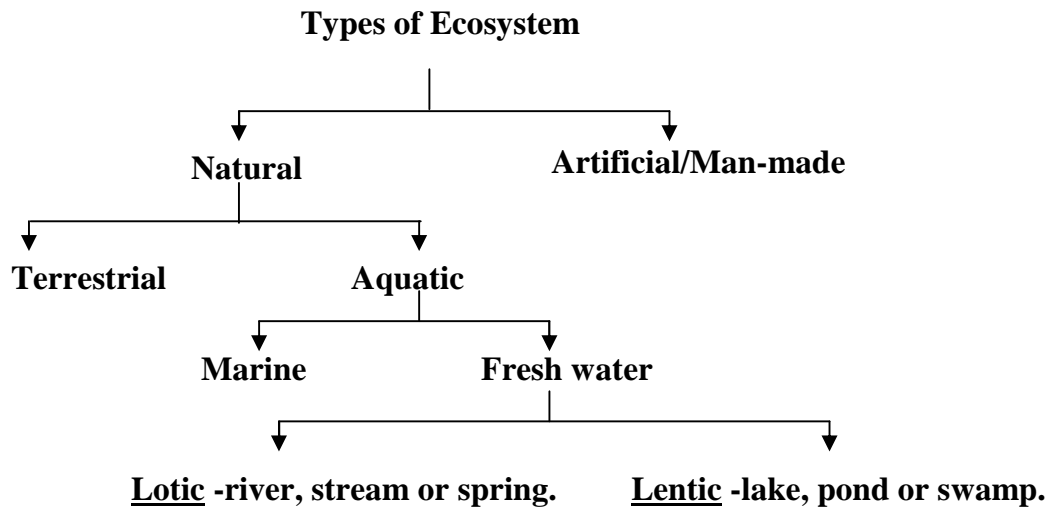 Types of Ecosystem
Natural
Artificial/Man-made
Terrestrial
Aquatic
Marine
Fresh water
Lotic -river, stream or spring.
Lentic -lake, pond or swamp.